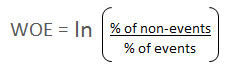 WOE = ln ( % of non-events
% of events )